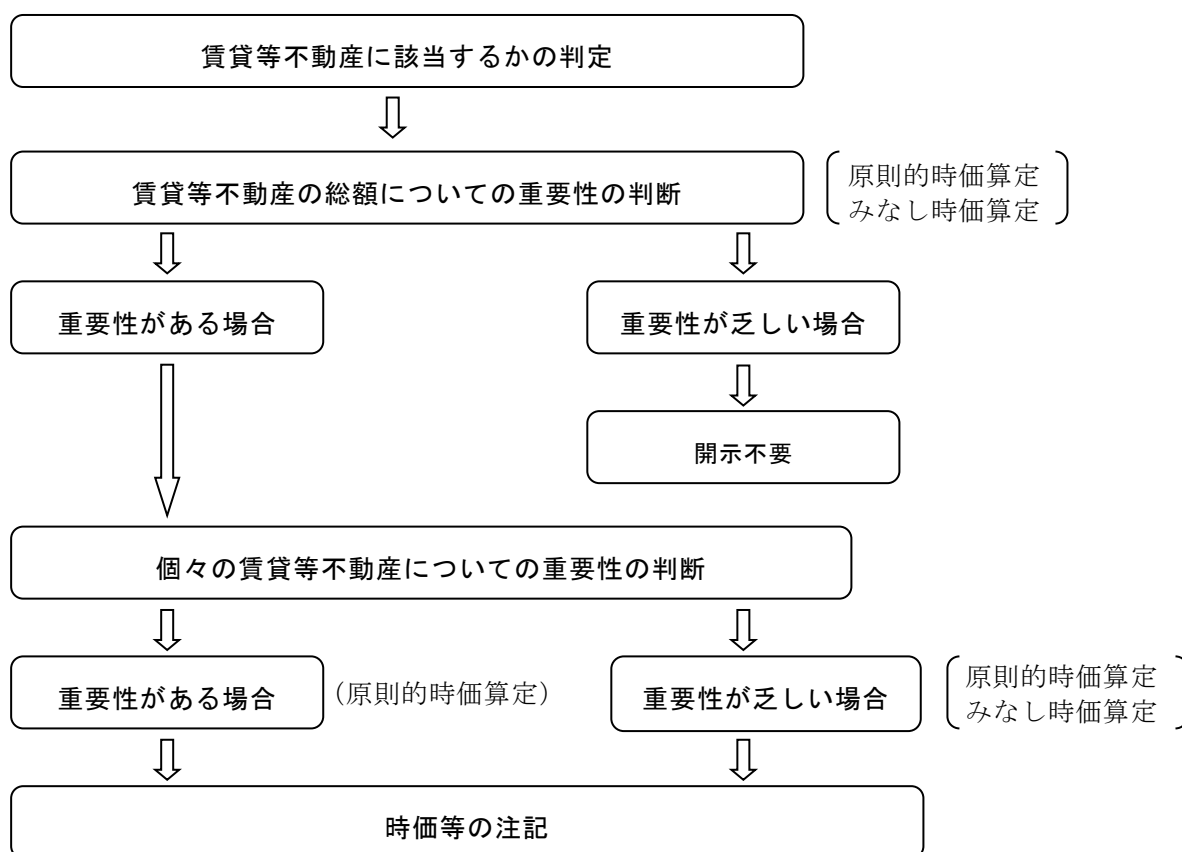 賃貸等不動産に該当するかの判定
賃貸等不動産の総額についての重要性の判断
原則的時価算定
みなし時価算定
重要性がある場合
重要性が乏しい場合
開示不要
個々の賃貸等不動産についての重要性の判断
重要性がある場合
（原則的時価算定）
重要性が乏しい場合
原則的時価算定
みなし時価算定
時価等の注記